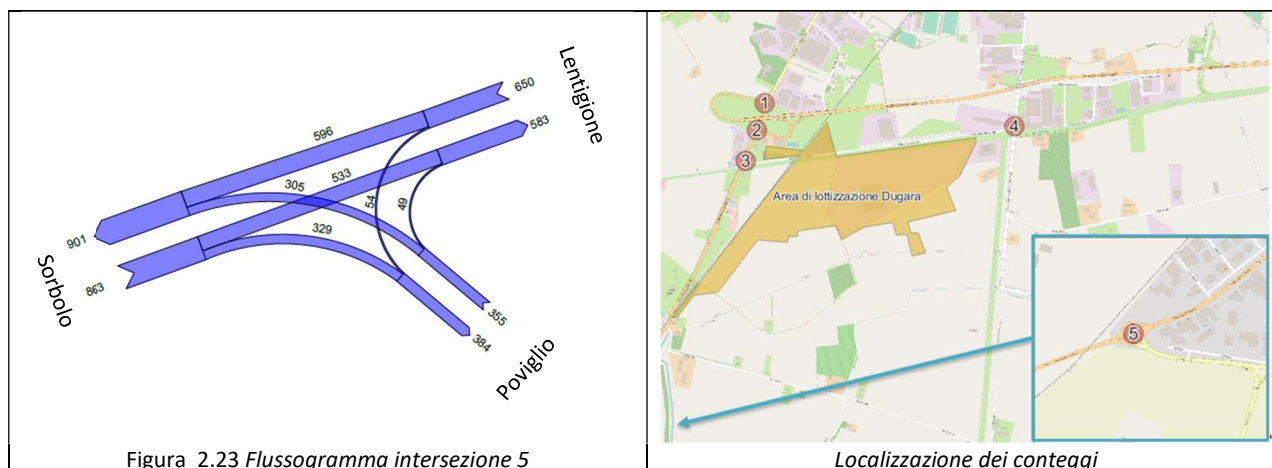 650
583
Lentigione
596
533
305
54
49
329
901
863
Sorbolo
355
384
Poviglio
Figura 2.23 Flussogramma intersezione 5
1
2
3
4
Area di lottizzazione Dugara
5
Localizzazione dei conteggi